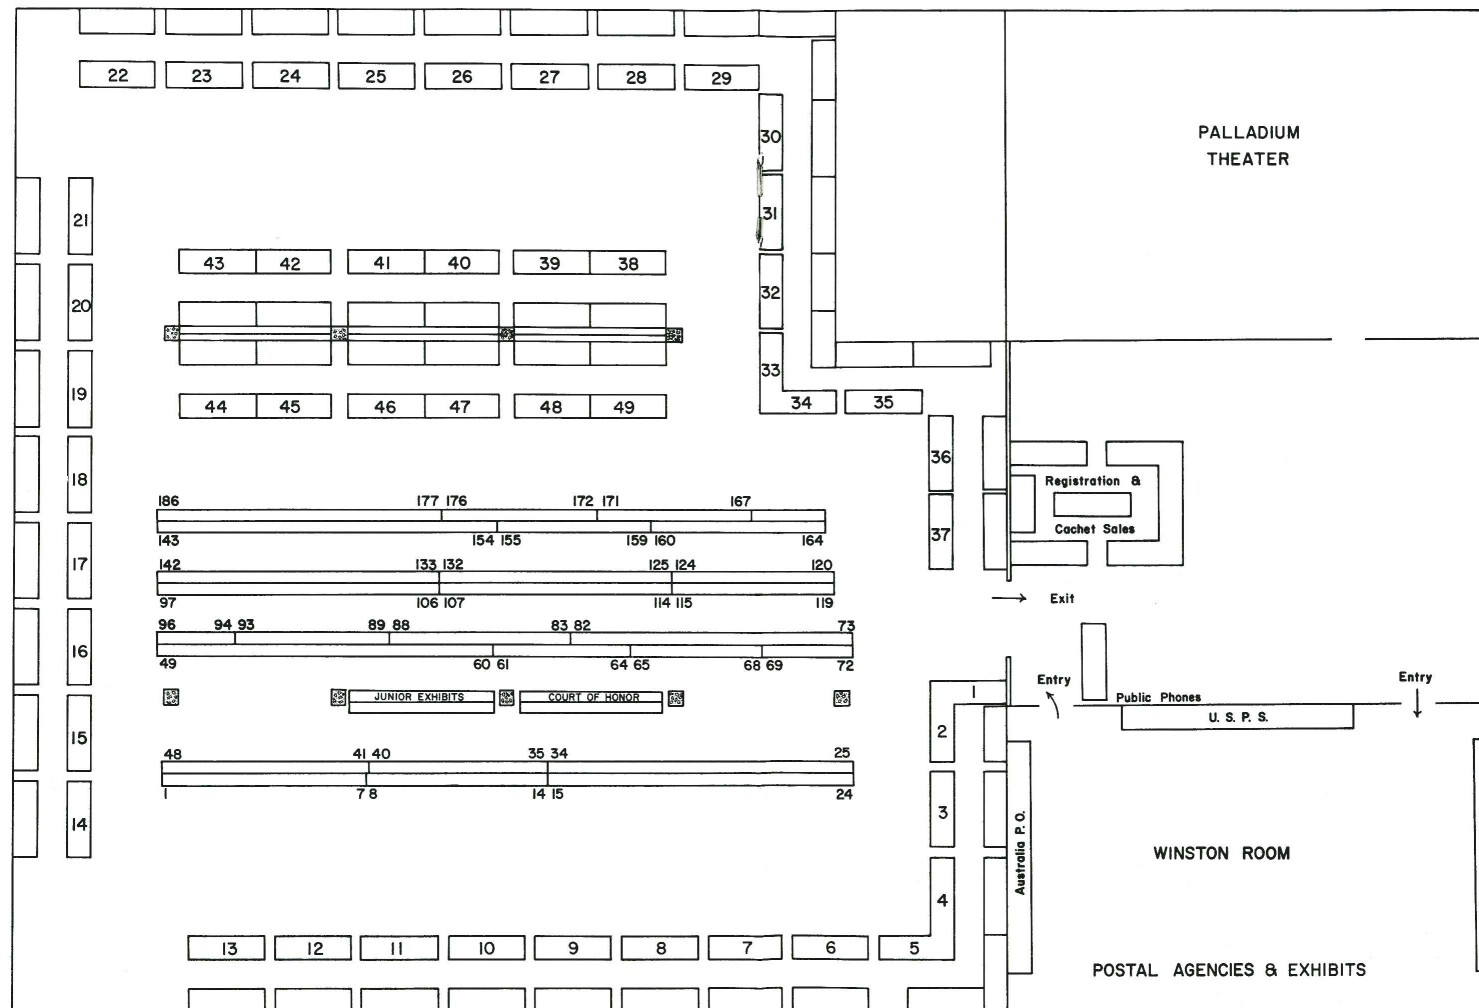 22 23 24 25 26 27 28 29
PALLADIUM
THEATER
30
31
32
33
34 35
36
37
21
20
19
18
17
16
15
14
43 42 41 40 39 38
44 45 46 47 48 49
186 177 176 172 171 167
143 154 155 159 160 164
142 133 132 125 124 120
97 106 107 114 115 119
96 94 93 89 88 83 82 73
49 60 61 64 65 68 69 72
JUNIOR EXHIBITS COURT OF HONOR
48 41 40 35 34 25
1 7 8 14 15 24
Registration &
Cachet Sales
Exit
Entry
Public Phones
Entry
U. S. P. S.
1
2
3
4
Australia P.O.
WINSTON ROOM
13 12 11 10 9 8 7 6 5
POSTAL AGENCIES & EXHIBITS